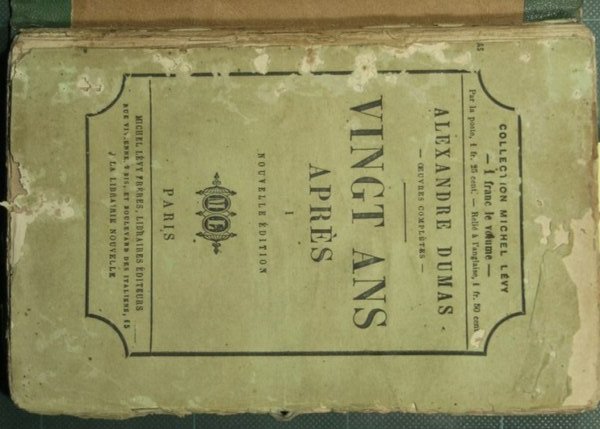 COLLECTION MICHEL LÉVY
— 1 franc le volume —
Par la poste, 1 fr. 25 cent. — Relié à l'anglaise, 1 fr. 50 cent.
ALEXANDRE DUMAS
— ŒUVRES COMPLÈTES —
VINGT ANS
APRÈS
I
NOUVELLE ÉDITION
PARIS
MICHEL LÉVY FRÈRES, LIBRAIRES ÉDITEURS
RUE VIVIENNE, 2 BIS, ET BOULEVARD DES ITALIENS, 15
A LA LIBRAIRIE NOUVELLE